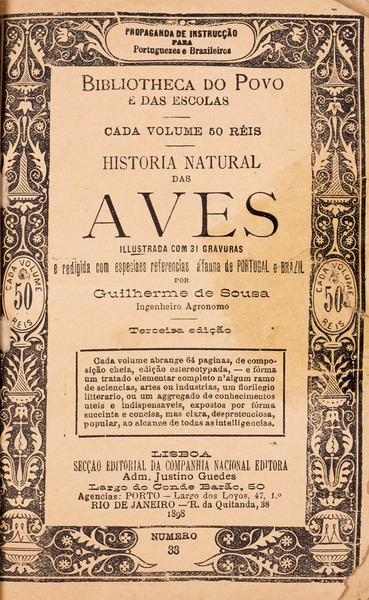 PROPAGANDA DE INSTRUCÇÃO
PARA
Portuguezes e Brazileiros
BIBLIOTHECA DO POVO
E DAS ESCOLAS
CADA VOLUME 50 RÉIS
HISTORIA NATURAL
DAS
AVES
ILLUSTRADA COM 31 GRAVURAS
e redigida com especiaes referencias á fauna de PORTUGAL e BRAZIL
POR
Guilherme de Sousa
Ingenheiro Agronomo
Terceira edição
CADA VOLUME
50
RÉIS
CADA VOLUME
50
RÉIS
Cada volume abrange 64 paginas, de compo-
sição cheia, edição estereotypada, — e fórma
um tratado elementar completo n'algum ramo
de sciencias, artes ou industrias, um florilegio
litterario, ou um aggregado de conhecimentos
uteis e indispensaveis, expostos por fórma
succinta e concisa, mas clara, despretenciosa,
popular, ao alcance de todas as intelligencias.
LISBOA
SECÇÃO EDITORIAL DA COMPANHIA NACIONAL EDITORA
Adm. Justino Guedes
Largo do Conde Barão, 50
Agencias: PORTO — Largo dos Loyos, 47, 1.º
RIO DE JANEIRO — R. da Quitanda, 38
1898
NUMERO
33